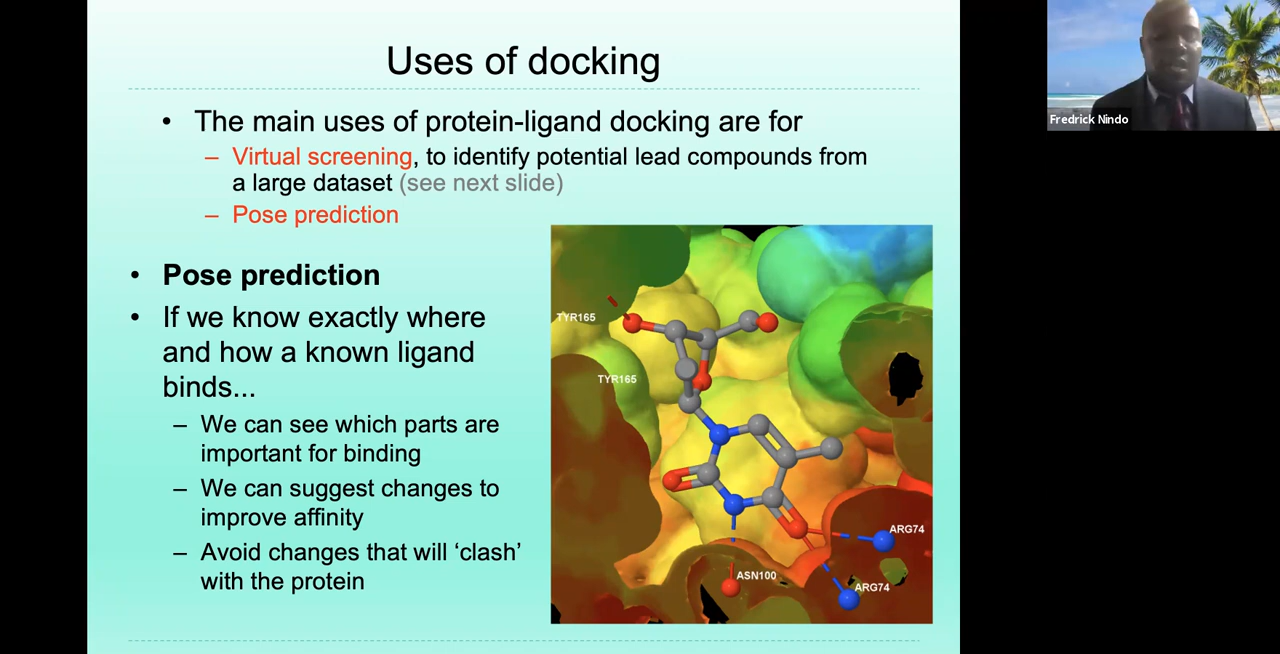 Uses of docking
• The main uses of protein-ligand docking are for
– Virtual screening, to identify potential lead compounds from
a large dataset (see next slide)
– Pose prediction
• Pose prediction
• If we know exactly where
and how a known ligand
binds...
– We can see which parts are
important for binding
– We can suggest changes to
improve affinity
– Avoid changes that will ‘clash’
with the protein
TYR165
TYR165
ARG74
ASN100
ARG74
Fredrick Nindo